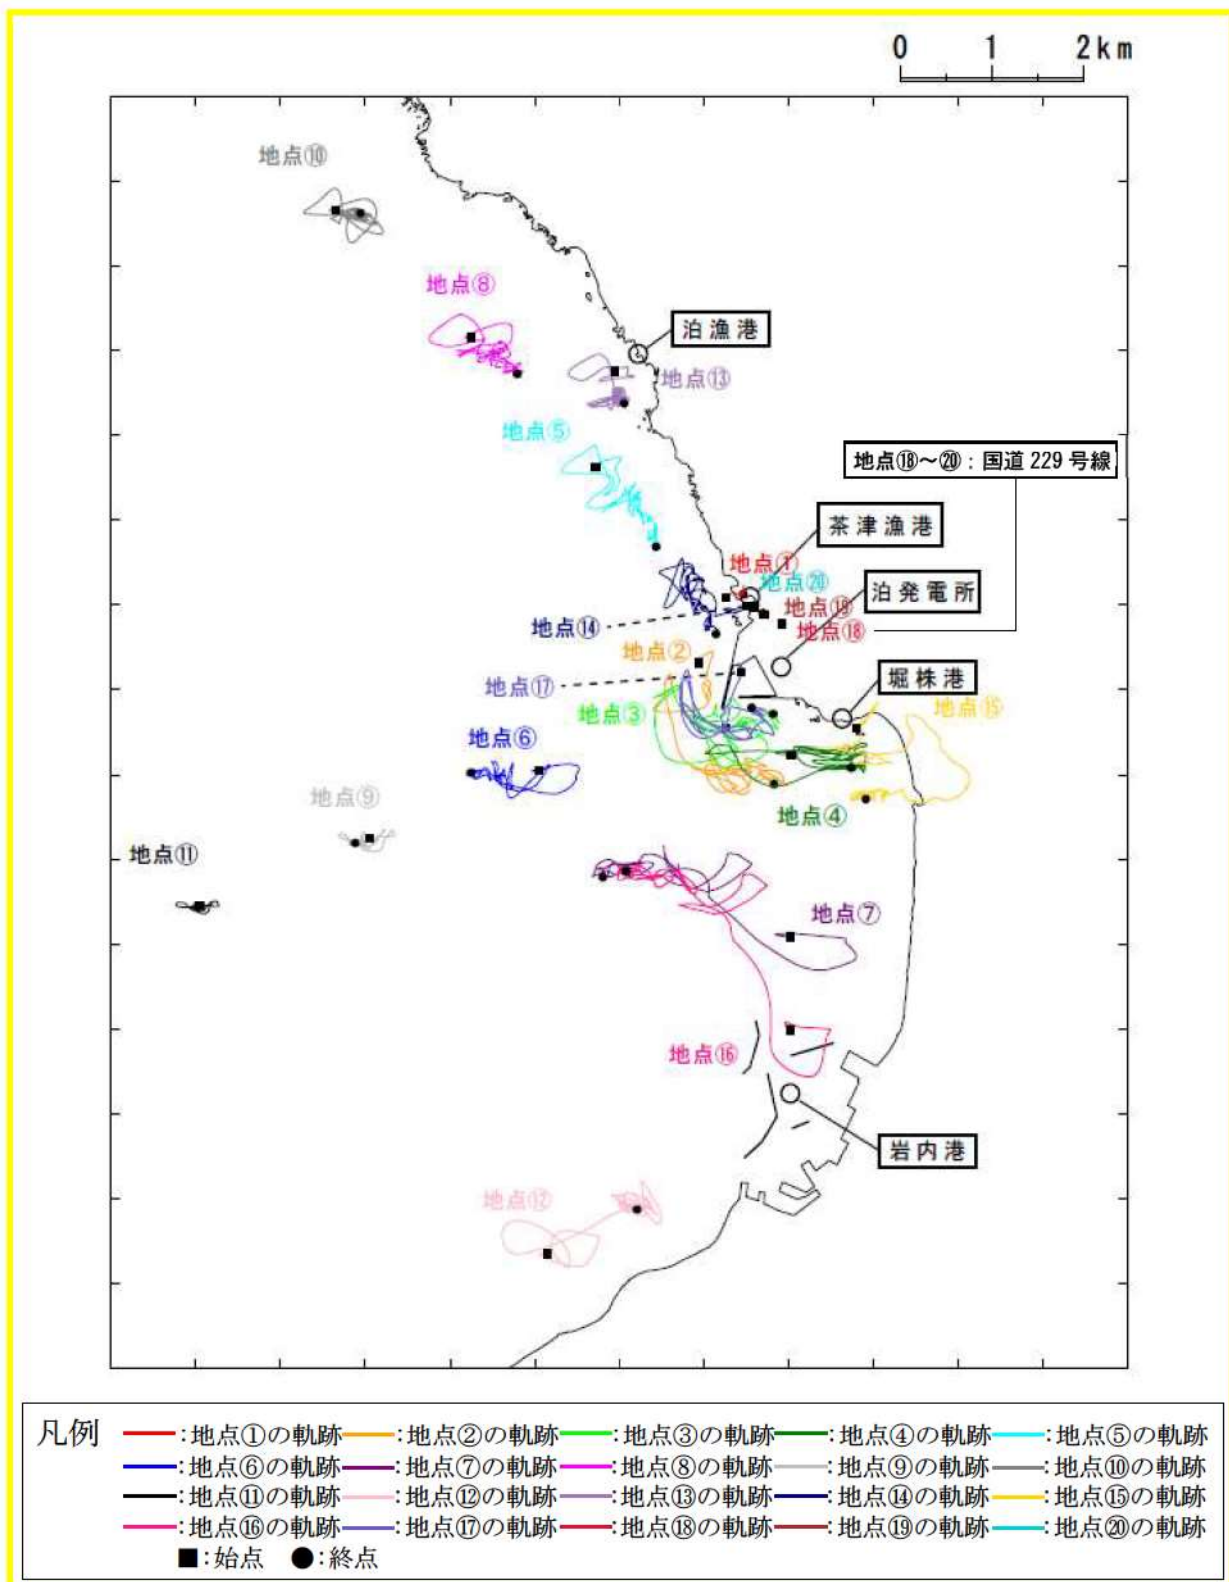 0 1 2km
地点⑩
地点⑧
泊漁港
地点⑬
地点⑤
地点⑱～⑳：国道 229 号線
茶津漁港
地点①
地点⑳
泊発電所
地点⑲
地点⑭
地点⑱
地点②
堀株港
地点⑰
地点③
地点⑮
地点⑥
地点⑨
地点④
地点⑪
地点⑦
地点⑯
岩内港
地点⑫
凡例 ：地点①の軌跡 ：地点②の軌跡 ：地点③の軌跡 ：地点④の軌跡 ：地点⑤の軌跡
：地点⑥の軌跡 ：地点⑦の軌跡 ：地点⑧の軌跡 ：地点⑨の軌跡 ：地点⑩の軌跡
：地点⑪の軌跡 ：地点⑫の軌跡 ：地点⑬の軌跡 ：地点⑭の軌跡 ：地点⑮の軌跡
：地点⑯の軌跡 ：地点⑰の軌跡 ：地点⑱の軌跡 ：地点⑲の軌跡 ：地点⑳の軌跡
■：始点 ●：終点